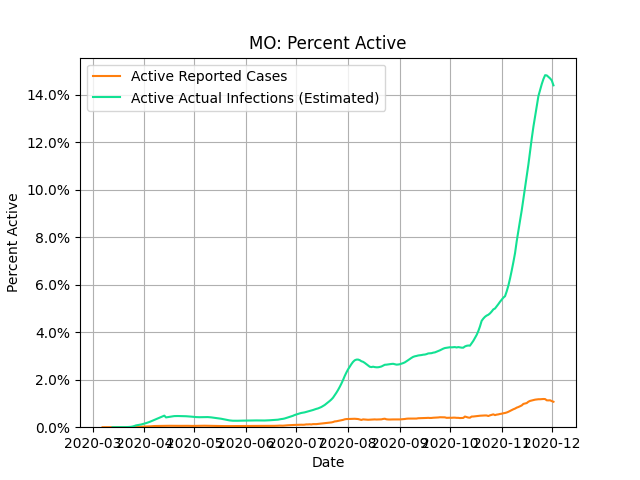 MO: Percent Active
Active Reported Cases
Active Actual Infections (Estimated)
14.0%
12.0%
10.0%
8.0%
6.0%
4.0%
2.0%
0.0%
Percent Active
2020-03 2020-04 2020-05 2020-06 2020-07 2020-08 2020-09 2020-10 2020-11 2020-12
Date